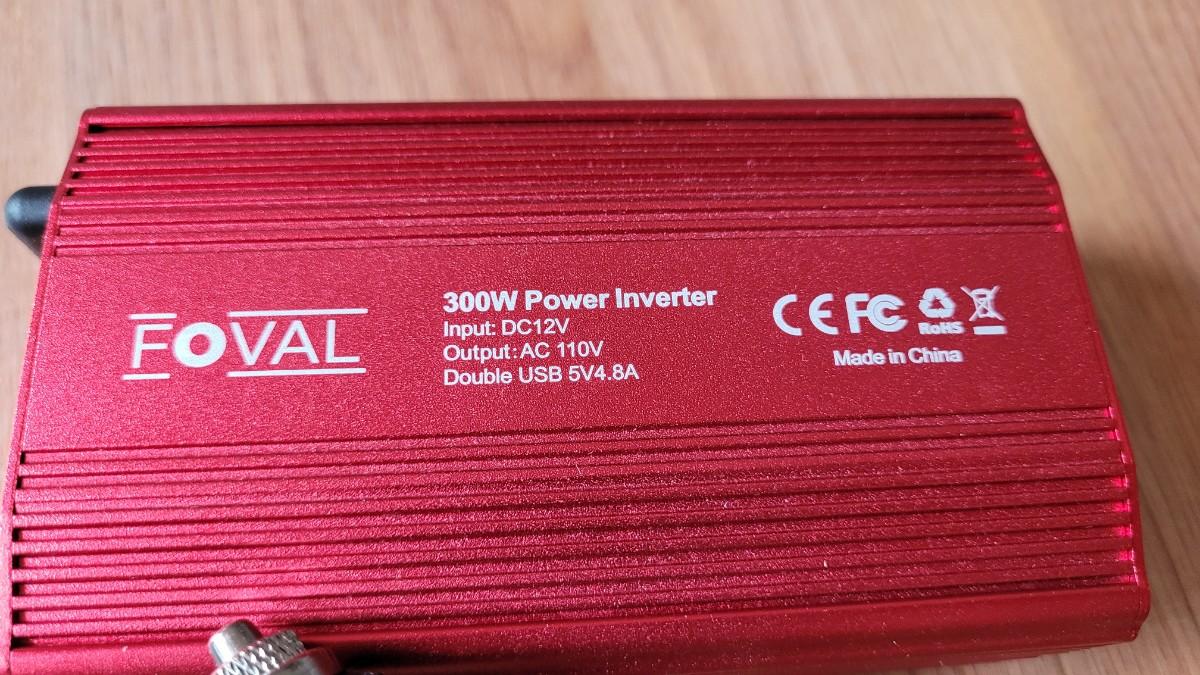 FOVAL
300W Power Inverter
Input: DC12V
Output:AC 110V
Double USB 5V4.8A
CE FC RoHS
Made in China